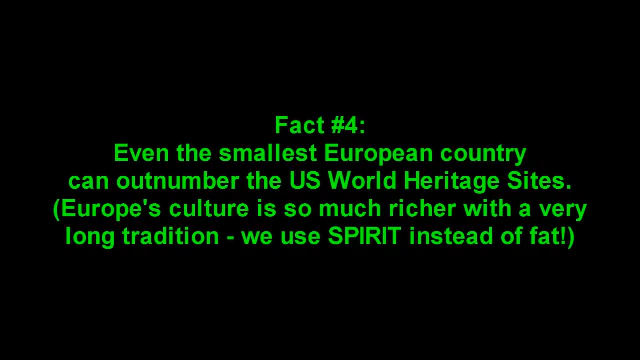 Fact #4:
Even the smallest European country
can outnumber the US World Heritage Sites.
(Europe's culture is so much richer with a very
long tradition - we use SPIRIT instead of fat!)